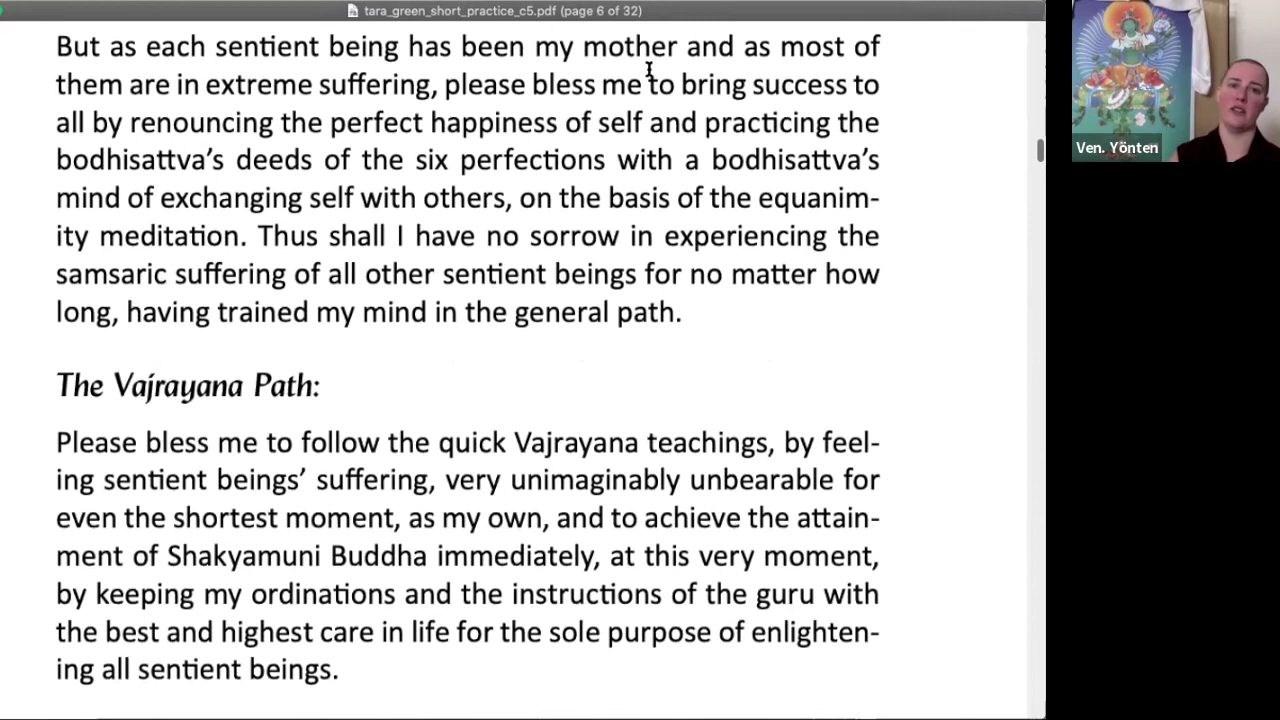 tara_green_short_practice_c5.pdf (page 6 of 32)
But as each sentient being has been my mother and as most of
them are in extreme suffering, please bless me to bring success to
all by renouncing the perfect happiness of self and practicing the
bodhisattva's deeds of the six perfections with a bodhisattva's
mind of exchanging self with others, on the basis of the equanim-
ity meditation. Thus shall I have no sorrow in experiencing the
samsaric suffering of all other sentient beings for no matter how
long, having trained my mind in the general path.
The Vajrayana Path:
Please bless me to follow the quick Vajrayana teachings, by feel-
ing sentient beings' suffering, very unimaginably unbearable for
even the shortest moment, as my own, and to achieve the attain-
ment of Shakyamuni Buddha immediately, at this very moment,
by keeping my ordinations and the instructions of the guru with
the best and highest care in life for the sole purpose of enlighten-
ing all sentient beings.
Ven. Yönten